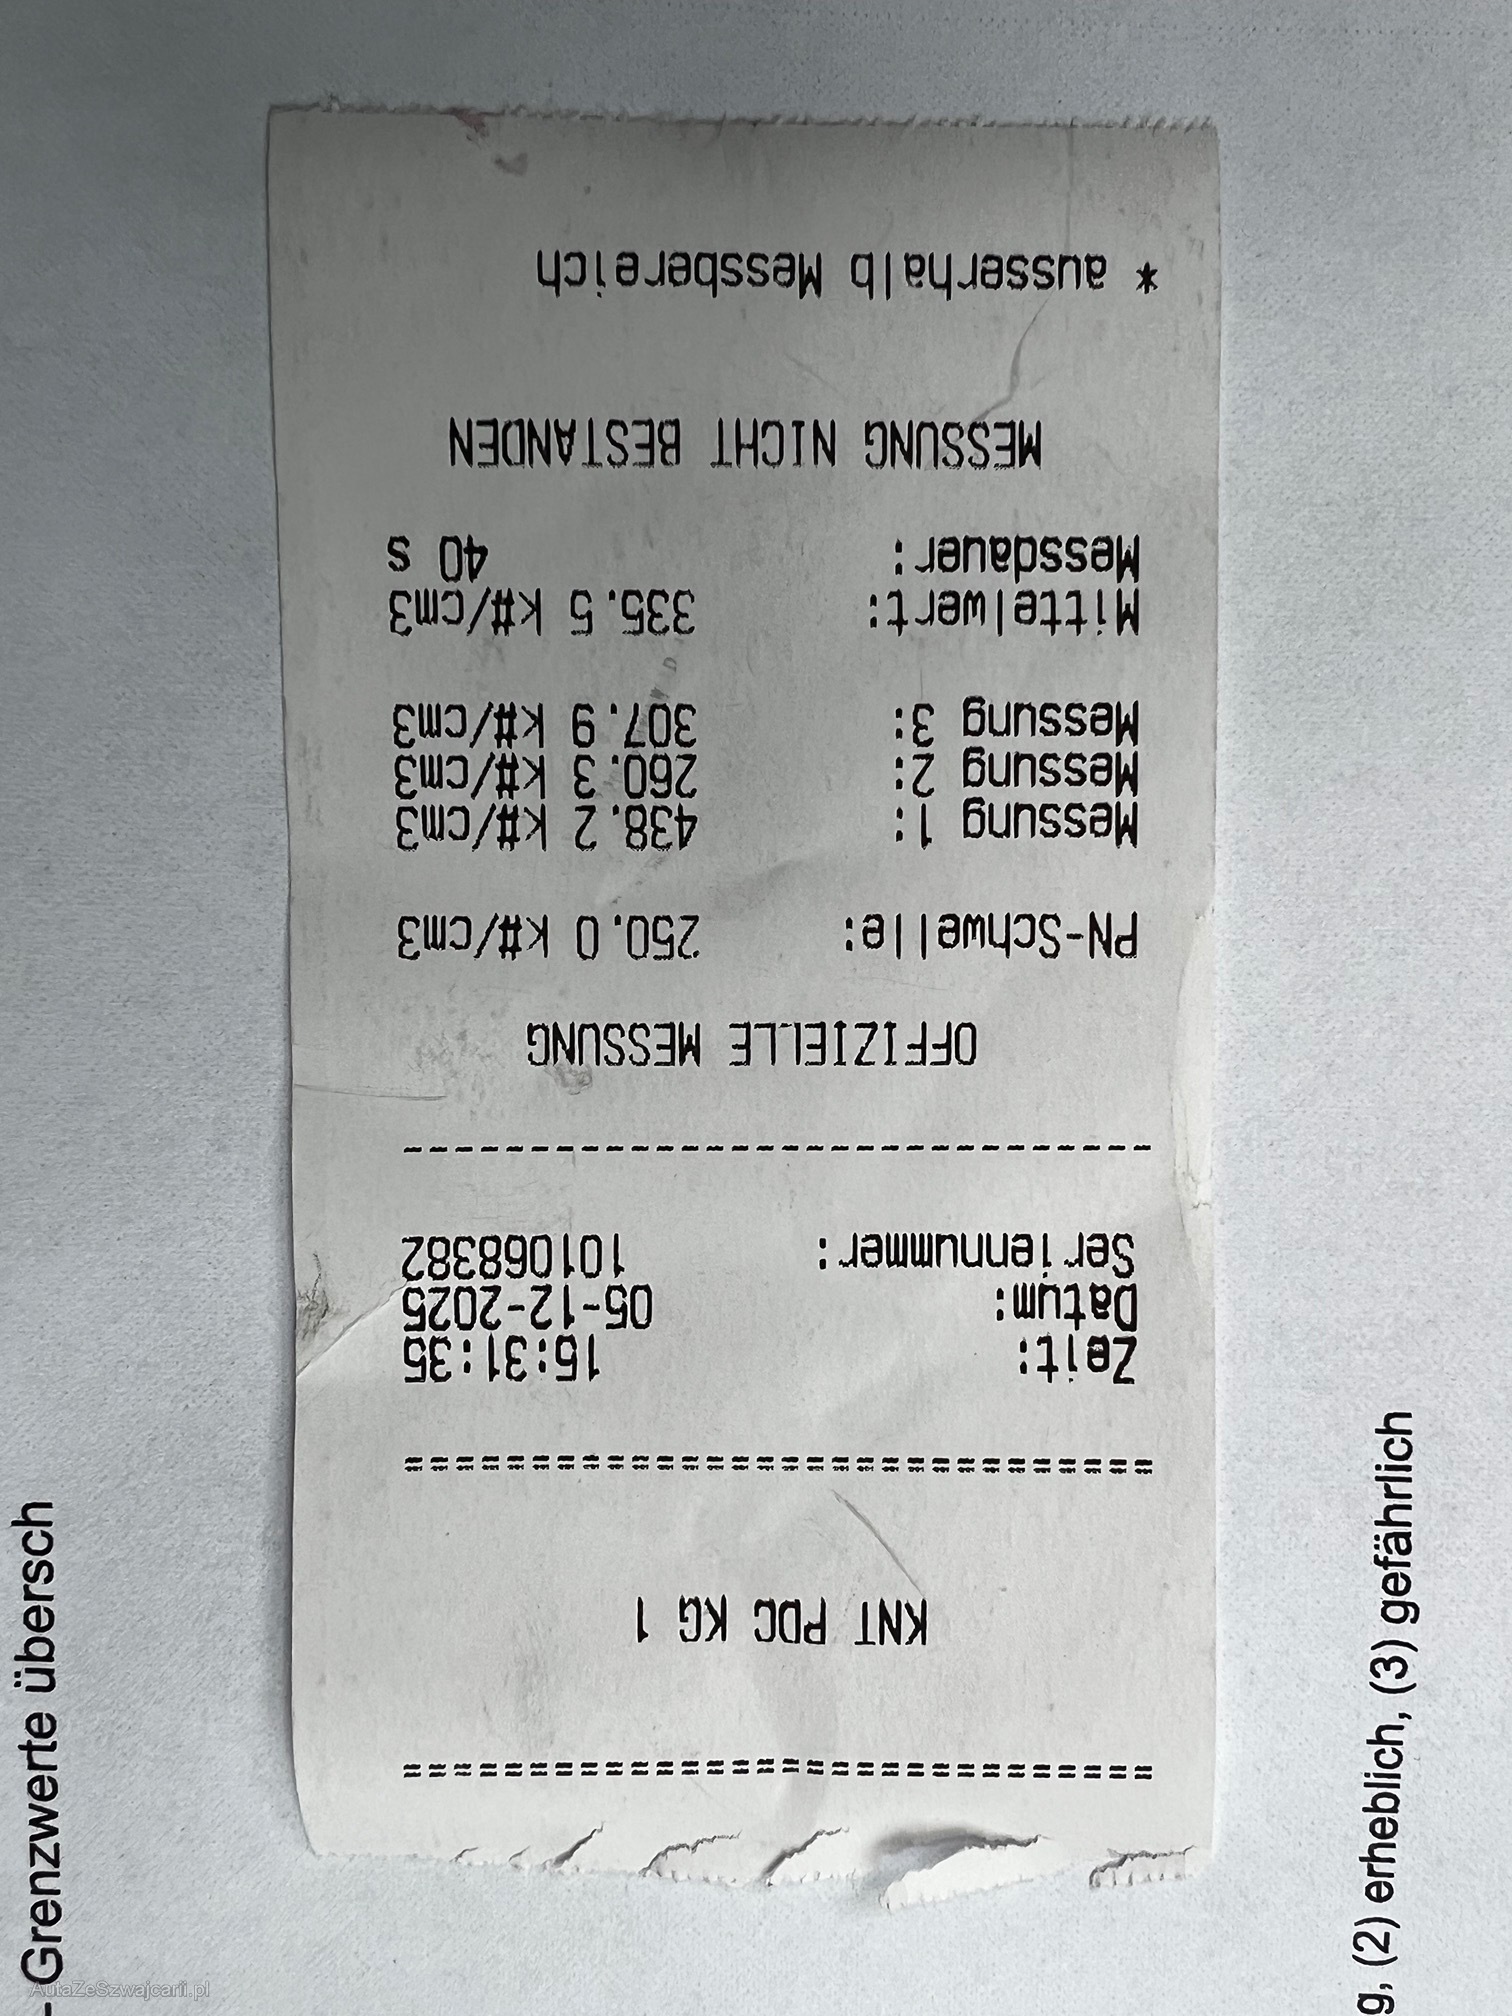 ==============================
KNT PDC KG 1
==============================
Zeit: 15:31:35
Datum: 05-12-2025
Seriennummer: 101068382
------------------------------
OFFIZIELLE MESSUNG
PN-Schwelle: 250.0 k#/cm3
Messung 1: 438.2 k#/cm3
Messung 2: 260.3 k#/cm3
Messung 3: 307.9 k#/cm3
Mittelwert: 335.5 k#/cm3
Messdauer: 40 s
MESSUNG NICHT BESTANDEN
* ausserhalb Messbereich
- Grenzwerte übersch
g, (2) erheblich, (3) gefährlich
AutaZeSzwajcarii.pl